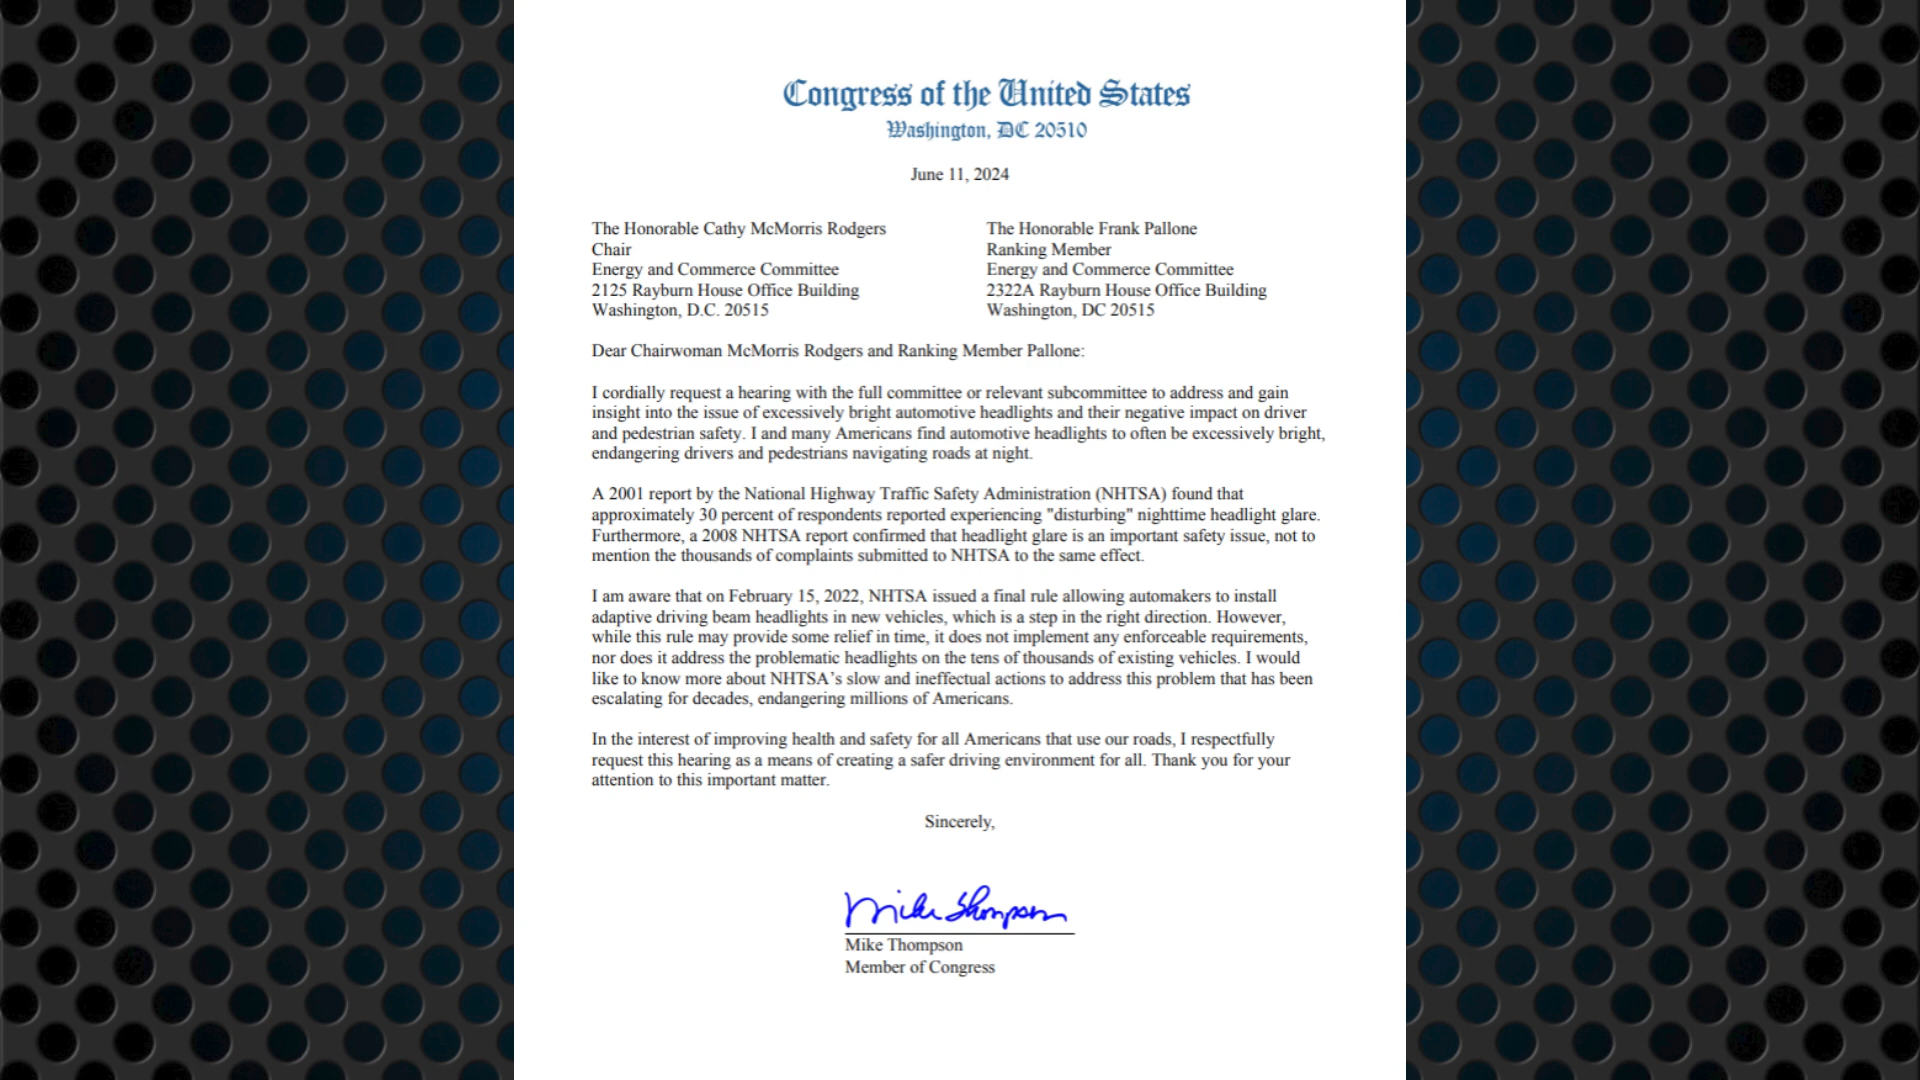 Congress of the United States
Washington, DC 20510
June 11, 2024
The Honorable Cathy McMorris Rodgers
Chair
Energy and Commerce Committee
2125 Rayburn House Office Building
Washington, D.C. 20515
The Honorable Frank Pallone
Ranking Member
Energy and Commerce Committee
2322A Rayburn House Office Building
Washington, DC 20515
Dear Chairwoman McMorris Rodgers and Ranking Member Pallone:
I cordially request a hearing with the full committee or relevant subcommittee to address and gain
insight into the issue of excessively bright automotive headlights and their negative impact on driver
and pedestrian safety. I and many Americans find automotive headlights to often be excessively bright,
endangering drivers and pedestrians navigating roads at night.
A 2001 report by the National Highway Traffic Safety Administration (NHTSA) found that
approximately 30 percent of respondents reported experiencing "disturbing" nighttime headlight glare.
Furthermore, a 2008 NHTSA report confirmed that headlight glare is an important safety issue, not to
mention the thousands of complaints submitted to NHTSA to the same effect.
I am aware that on February 15, 2022, NHTSA issued a final rule allowing automakers to install
adaptive driving beam headlights in new vehicles, which is a step in the right direction. However,
while this rule may provide some relief in time, it does not implement any enforceable requirements,
nor does it address the problematic headlights on the tens of thousands of existing vehicles. I would
like to know more about NHTSA’s slow and ineffectual actions to address this problem that has been
escalating for decades, endangering millions of Americans.
In the interest of improving health and safety for all Americans that use our roads, I respectfully
request this hearing as a means of creating a safer driving environment for all. Thank you for your
attention to this important matter.
Sincerely,
Mike Thompson
Mike Thompson
Member of Congress